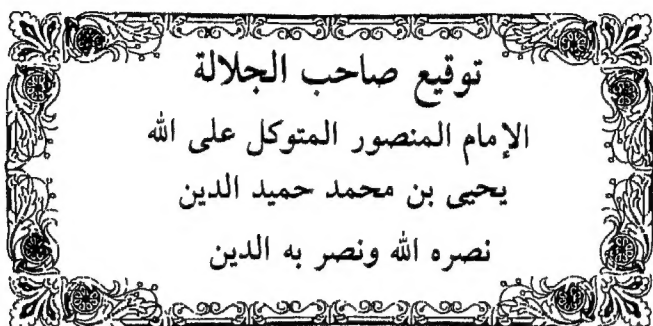 توقيع صاحب الجلالة
الإمام المنصور المتوكل على الله
يحيى بن محمد حميد الدين
نصره الله ونصر به الدين